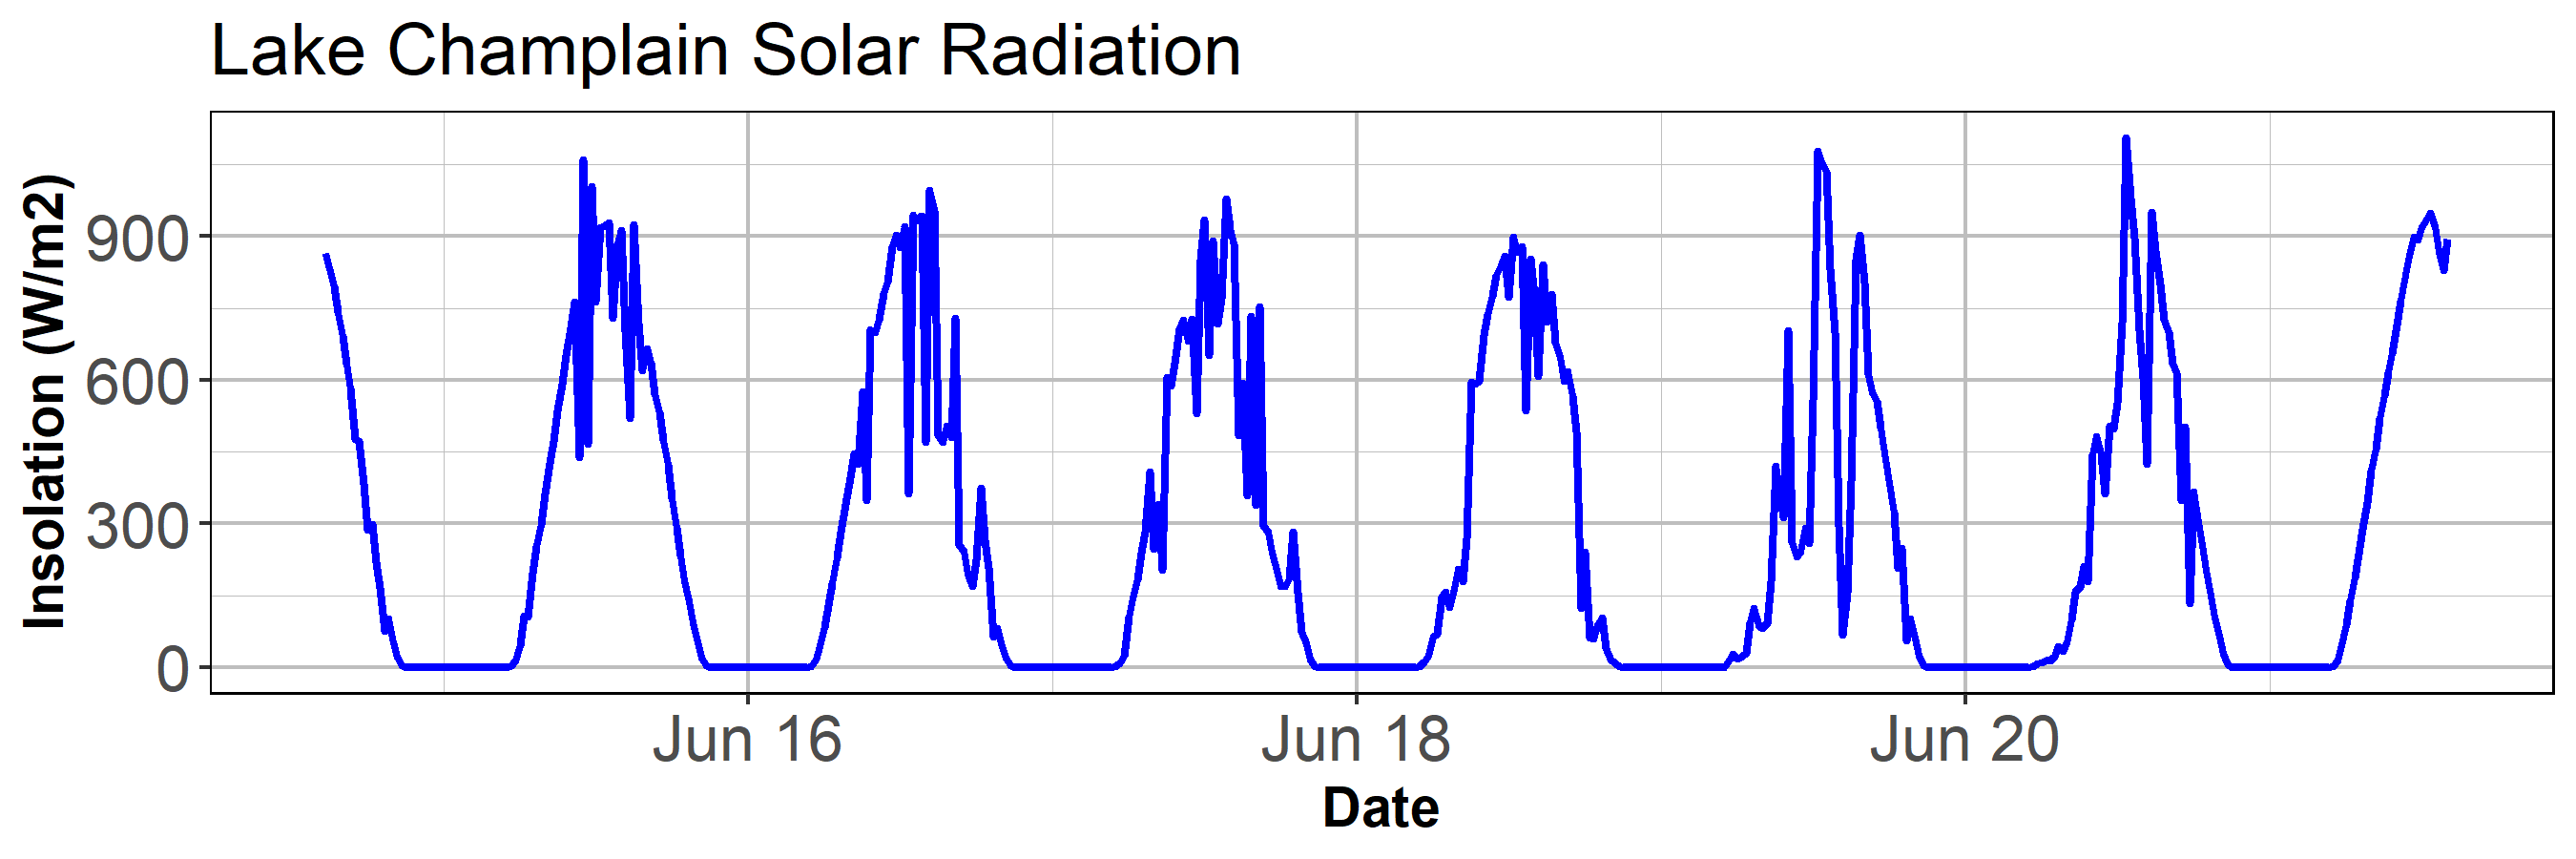 Lake Champlain Solar Radiation
Insolation (W/m2)
900
600
300
0
Jun 16 Jun 18 Jun 20
Date